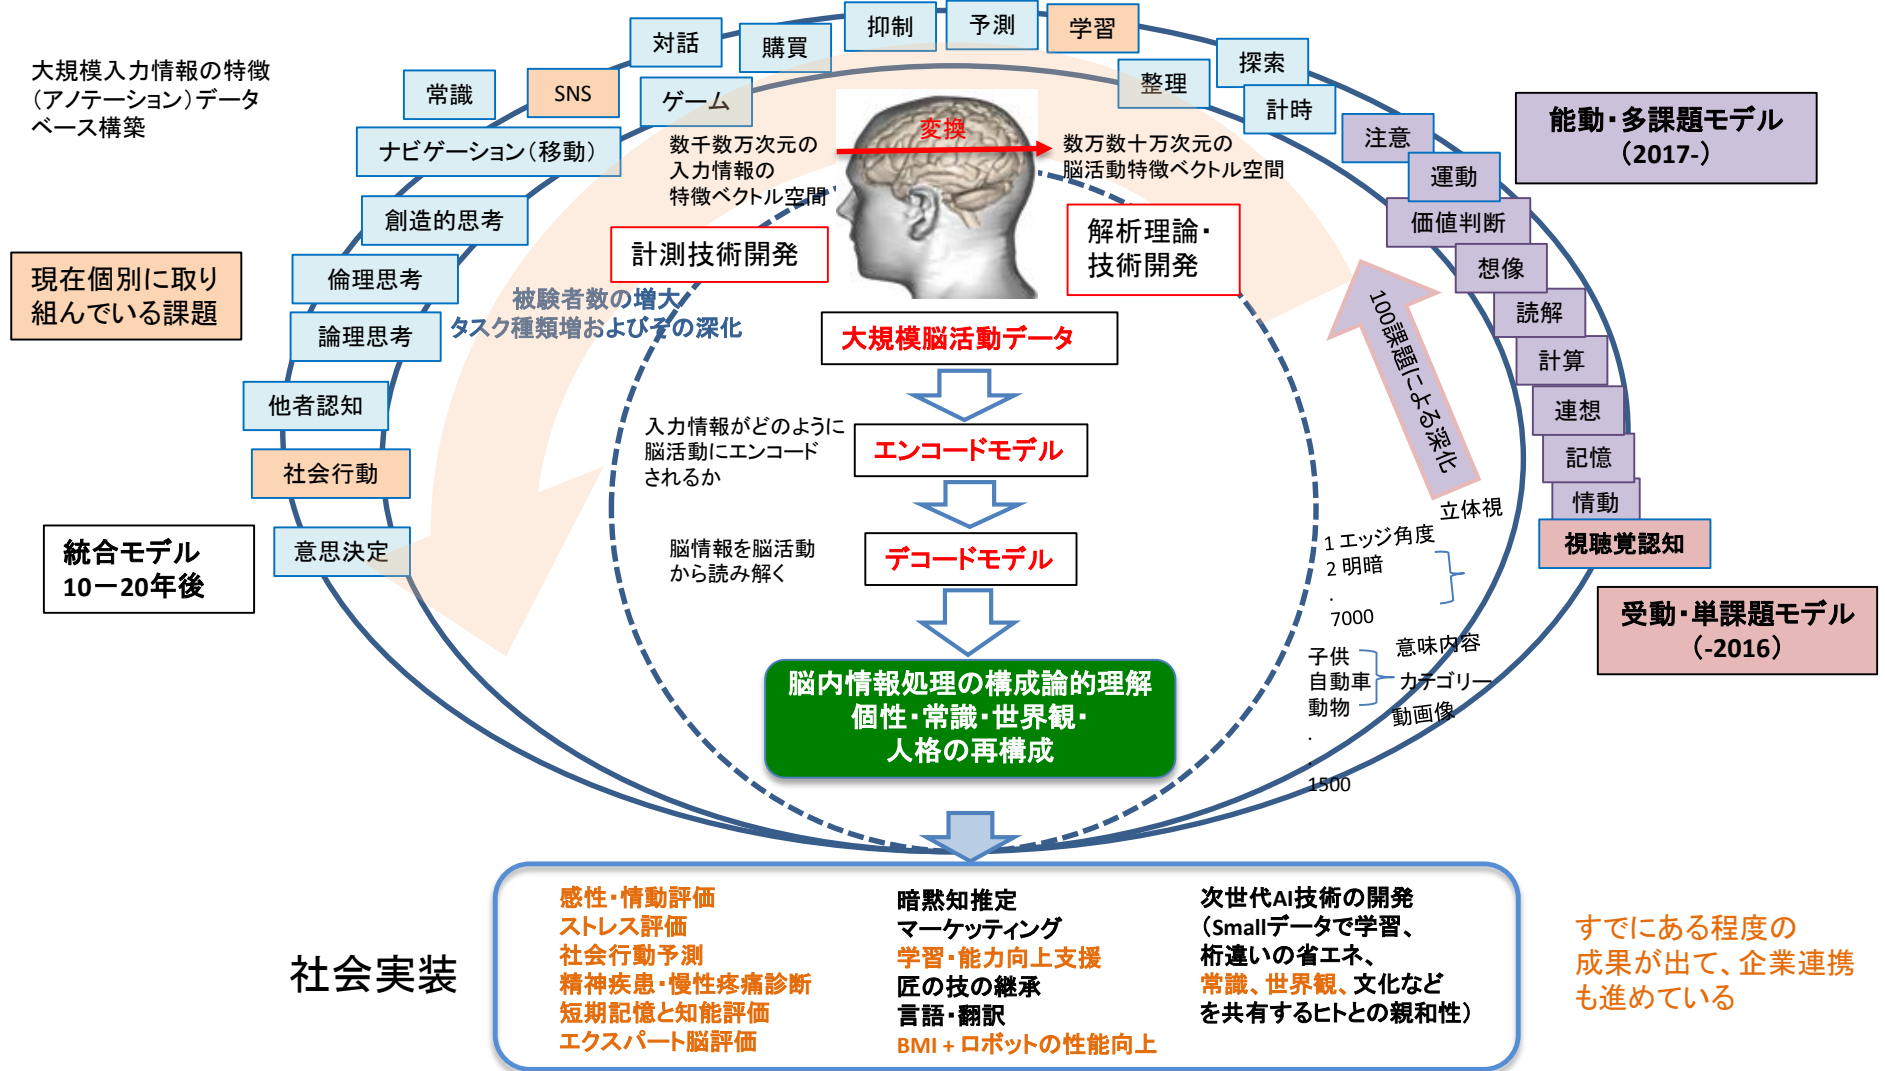 大規模入力情報の特徴
（アノテーション）データ
ベース構築
常識
SNS
対話
購買
抑制
予測
学習
探索
計時
整理
ゲーム
ナビゲーション（移動）
創造的思考
倫理思考
論理思考
他者認知
社会行動
意思決定
現在個別に取り
組んでいる課題
統合モデル
10－20年後
被験者数の増大
タスク種類増およびその深化
数千数万次元の
入力情報の
特徴ベクトル空間
変換
数万数十万次元の
脳活動特徴ベクトル空間
計測技術開発
解析理論・
技術開発
大規模脳活動データ
入力情報がどのように
脳活動にエンコード
されるか
エンコードモデル
脳情報を脳活動
から読み解く
デコードモデル
脳内情報処理の構成論的理解
個性・常識・世界観・
人格の再構成
注意
運動
価値判断
想像
読解
計算
連想
記憶
情動
視聴覚認知
能動・多課題モデル
（2017-）
100課題による深化
受動・単課題モデル
（-2016）
立体視
1 エッジ角度
2 明暗
.
7000
意味内容
子供
自動車
動物
カテゴリー
動画像
.
.
1500
社会実装
感性・情動評価
ストレス評価
社会行動予測
精神疾患・慢性疼痛診断
短期記憶と知能評価
エクスパート脳評価
暗黙知推定
マーケッティング
学習・能力向上支援
匠の技の継承
言語・翻訳
BMI + ロボットの性能向上
次世代AI技術の開発
（Smallデータで学習、
桁違いの省エネ、
常識、世界観、文化など
を共有するヒトとの親和性）
すでにある程度の
成果が出て、企業連携
も進めている